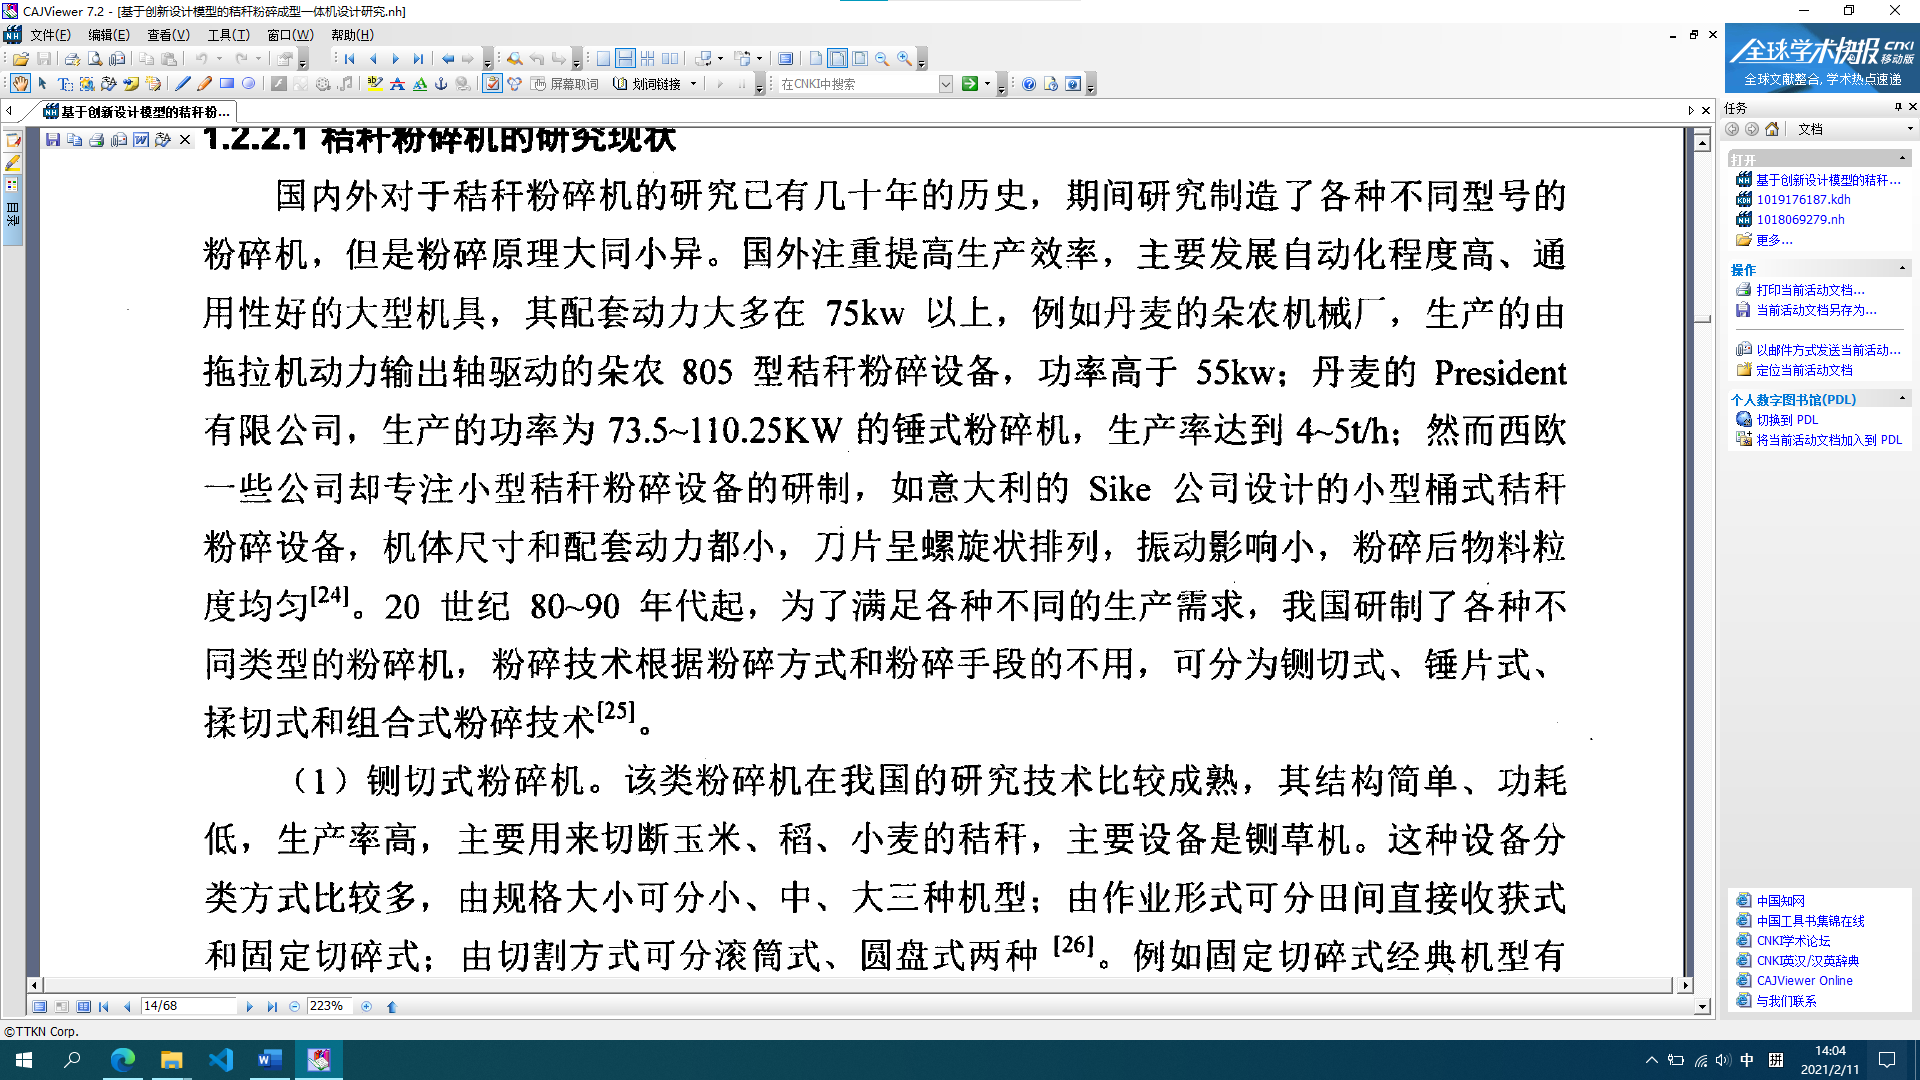 CAJViewer 7.2 - [基于创新设计模型的秸秆粉碎成型一体机设计研究.nh]
文件(F) 编辑(E) 查看(V) 工具(T) 窗口(W) 帮助(H)
屏幕取词 划词链接 在CNKI中搜索
全球学术快报 CNKI 移动版
全球文献整合, 学术热点速递
基于创新设计模型的秸秆粉...
目录
1.2.2.1 秸秆粉碎机的研究现状
国内外对于秸秆粉碎机的研究已有几十年的历史，期间研究制造了各种不同型号的
粉碎机，但是粉碎原理大同小异。国外注重提高生产效率，主要发展自动化程度高、通
用性好的大型机具，其配套动力大多在 75kw 以上，例如丹麦的朵农机械厂，生产的由
拖拉机动力输出轴驱动的朵农 805 型秸秆粉碎设备，功率高于 55kw；丹麦的 President
有限公司，生产的功率为 73.5~110.25KW 的锤式粉碎机，生产率达到 4~5t/h；然而西欧
一些公司却专注小型秸秆粉碎设备的研制，如意大利的 Sike 公司设计的小型桶式秸秆
粉碎设备，机体尺寸和配套动力都小，刀片呈螺旋状排列，振动影响小，粉碎后物料粒
度均匀[24]。20 世纪 80~90 年代起，为了满足各种不同的生产需求，我国研制了各种不
同类型的粉碎机，粉碎技术根据粉碎方式和粉碎手段的不用，可分为铡切式、锤片式、
揉切式和组合式粉碎技术[25]。
（1）铡切式粉碎机。该类粉碎机在我国的研究技术比较成熟，其结构简单、功耗
低，生产率高，主要用来切断玉米、稻、小麦的秸秆，主要设备是铡草机。这种设备分
类方式比较多，由规格大小可分小、中、大三种机型；由作业形式可分田间直接收获式
和固定切碎式；由切割方式可分滚筒式、圆盘式两种 [26]。例如固定切碎式经典机型有
任务
文档
打开
基于创新设计模型的秸秆...
1019176187.kdh
1018069279.nh
更多...
操作
打印当前活动文档...
当前活动文档另存为...
以邮件方式发送当前活动...
定位当前活动文档
个人数字图书馆(PDL)
切换到 PDL
将当前活动文档加入到 PDL
中国知网
中国工具书集锦在线
CNKI学术论坛
CNKI英汉/汉英辞典
CAJViewer Online
与我们联系
14/68 223%
©TTKN Corp.
中 拼 14:04
2021/2/11